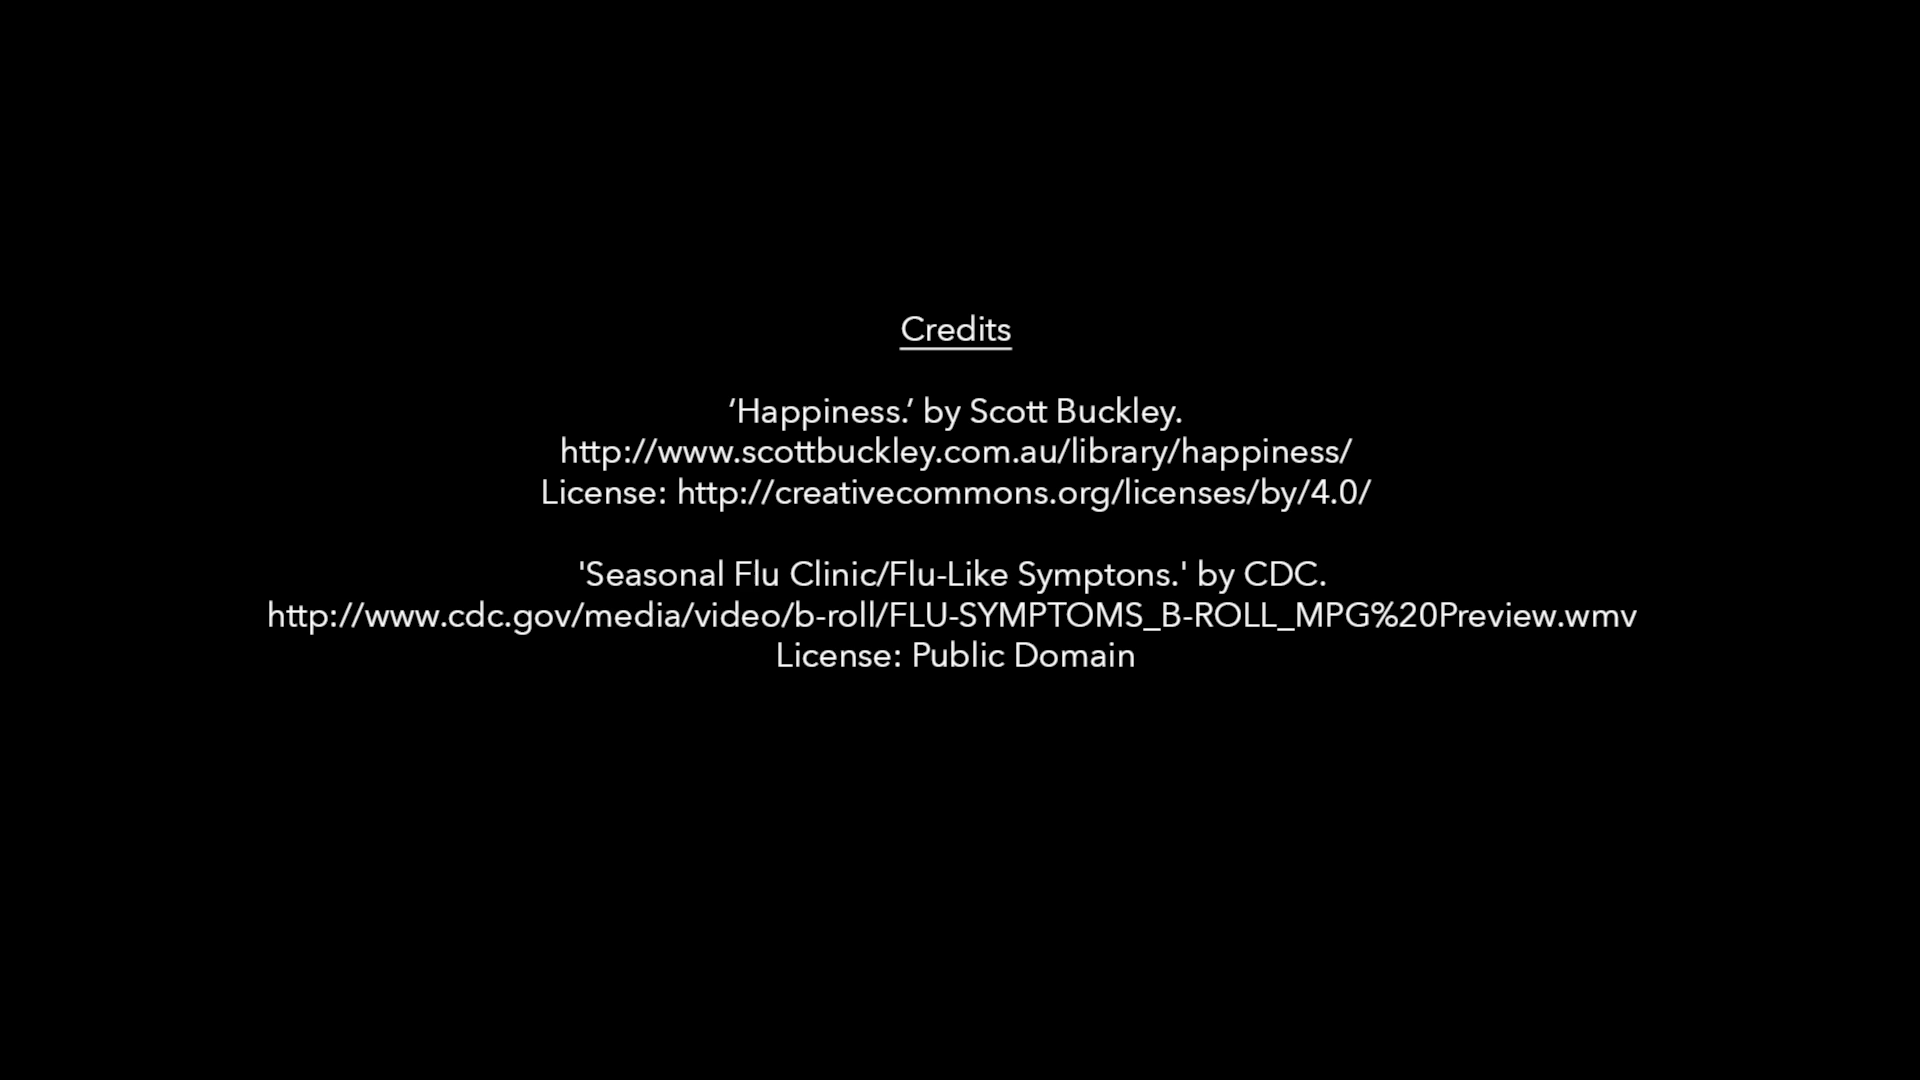 Credits
‘Happiness.’ by Scott Buckley.
http://www.scottbuckley.com.au/library/happiness/
License: http://creativecommons.org/licenses/by/4.0/
'Seasonal Flu Clinic/Flu-Like Symptons.' by CDC.
http://www.cdc.gov/media/video/b-roll/FLU-SYMPTOMS_B-ROLL_MPG%20Preview.wmv
License: Public Domain